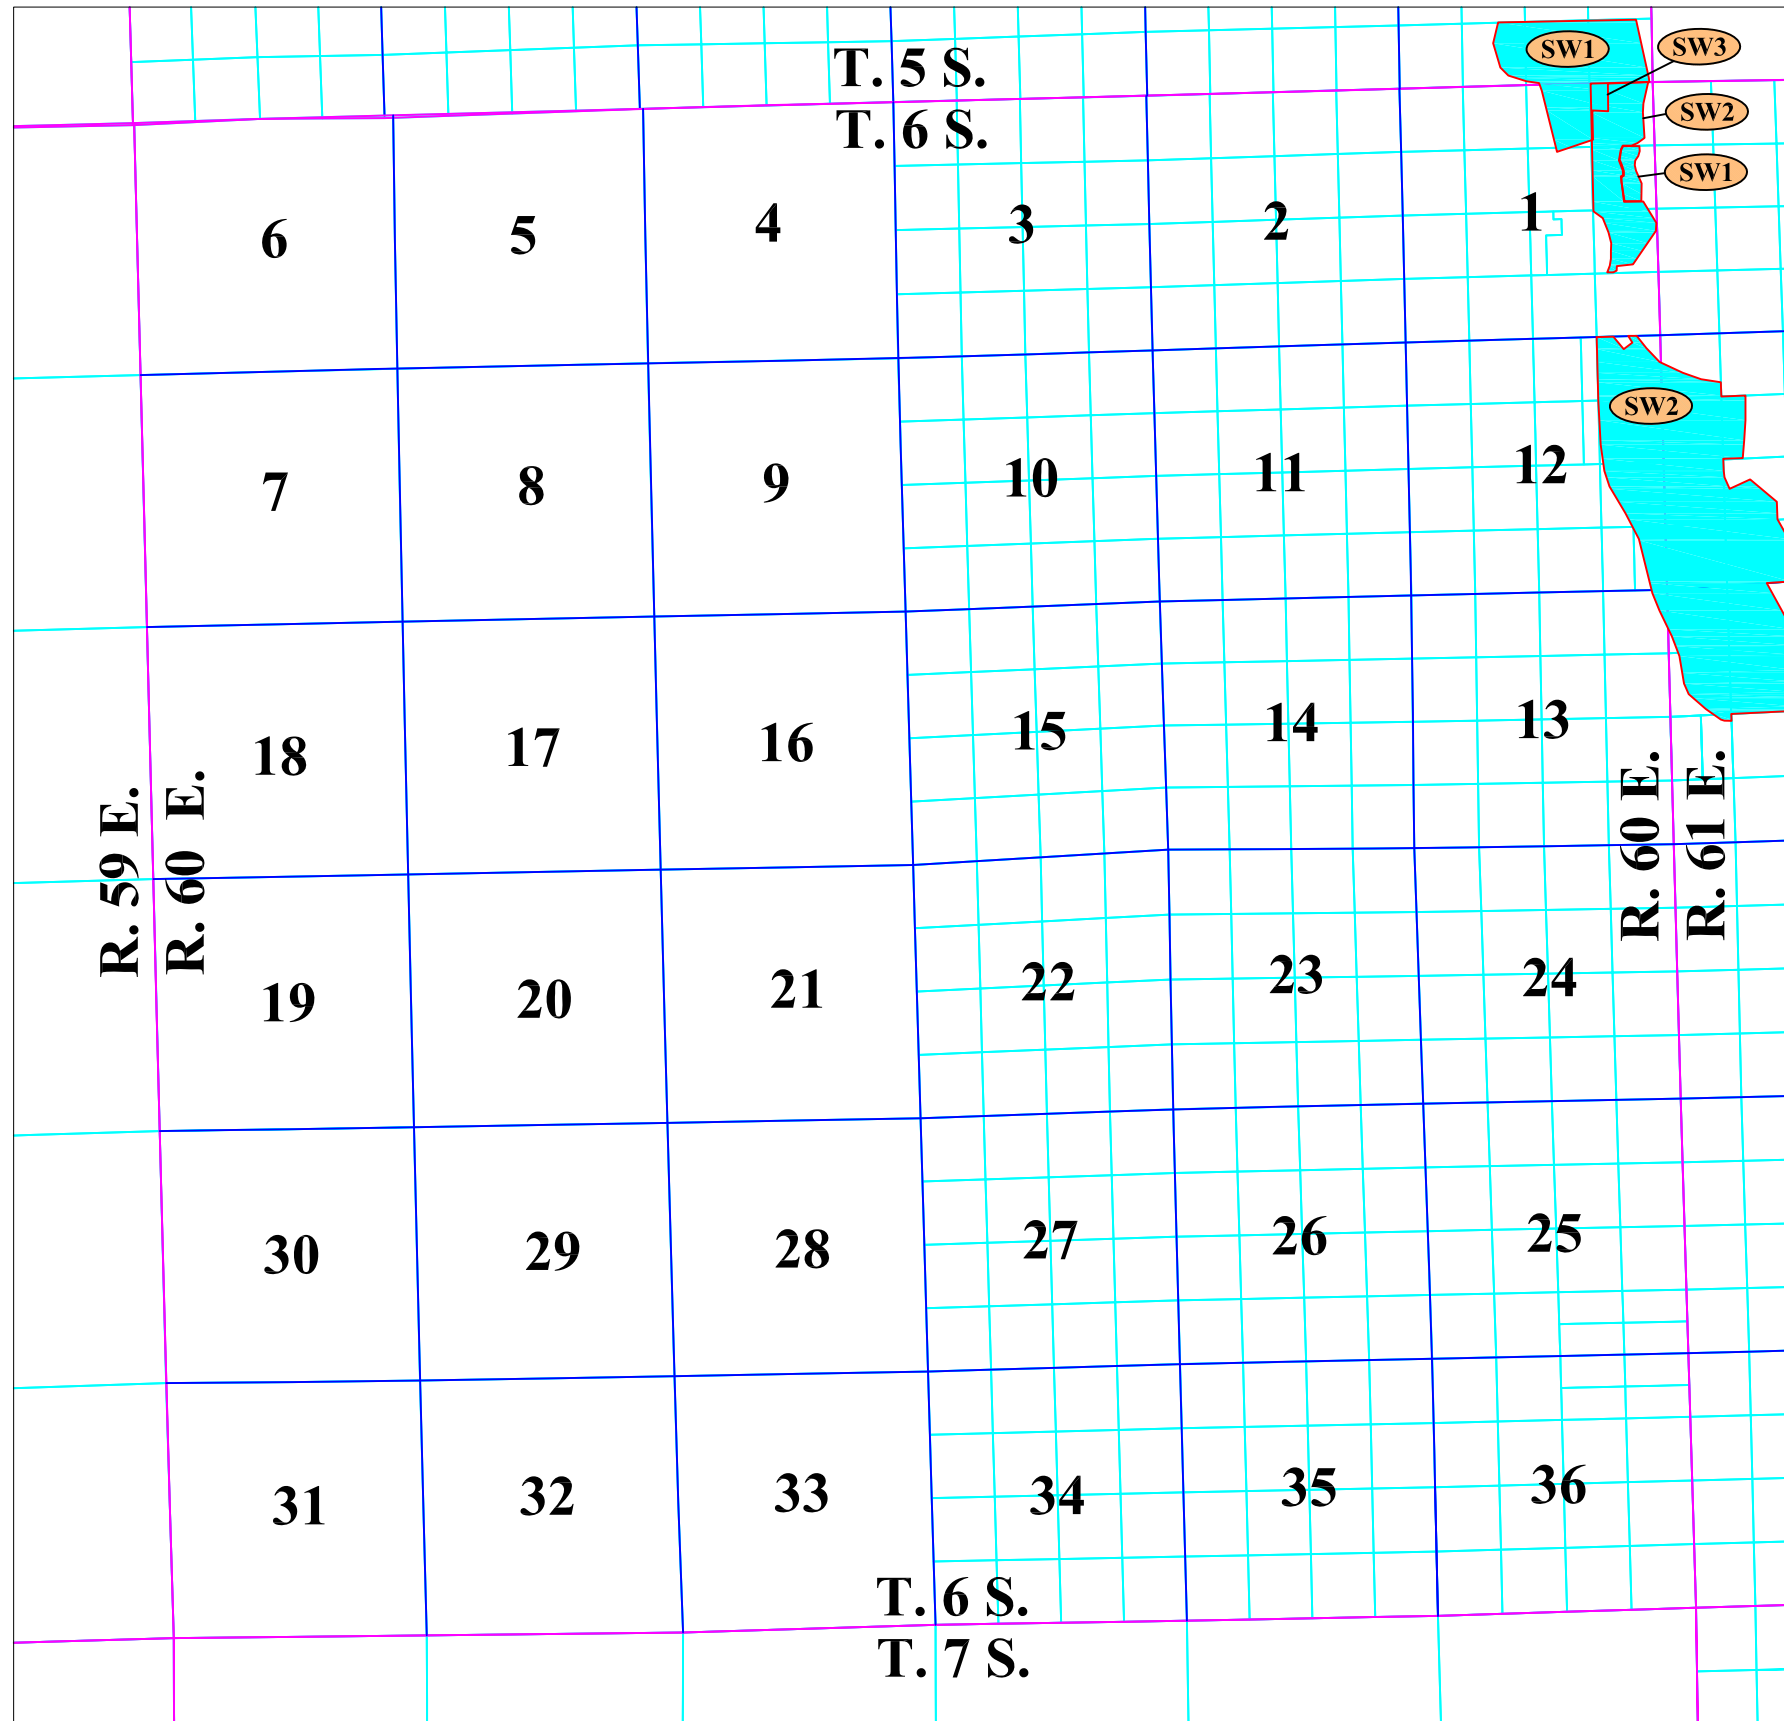 T. 5 S.
SW1
SW3
T. 6 S.
SW2
SW1
6 5 4 3 2 1
SW2
7 8 9 10 11 12
18 17 16 15 14 13
R. 59 E.
R. 60 E.
R. 60 E.
R. 61 E.
19 20 21 22 23 24
30 29 28 27 26 25
31 32 33 34 35 36
T. 6 S.
T. 7 S.